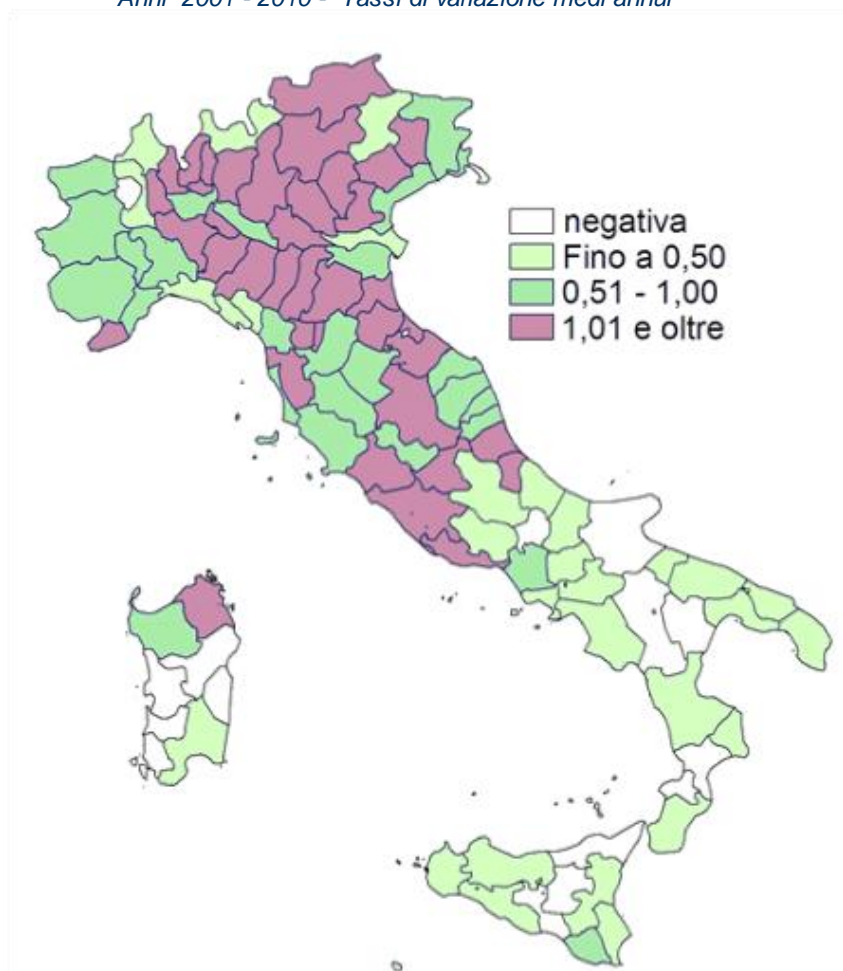 Anni 2001 - 2010 - Tassi di variazione medi annui
negativa
Fino a 0,50
0,51 - 1,00
1,01 e oltre